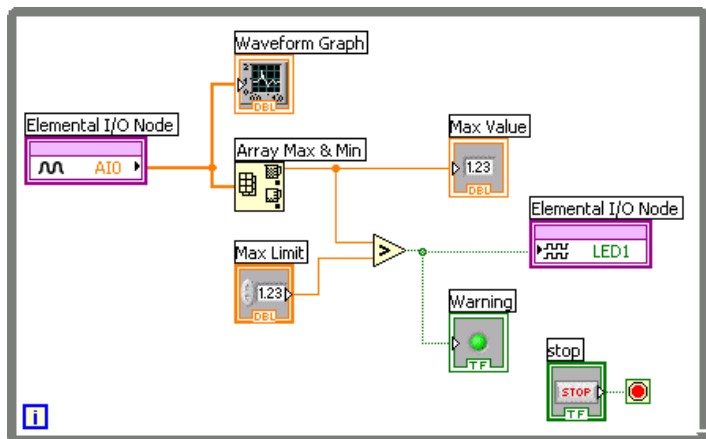 Waveform Graph
DBL
Elemental I/O Node
AI0
Array Max & Min
Max Value
1.23
DBL
Elemental I/O Node
LED1
Max Limit
1.23
DBL
>
Warning
TF
stop
STOP
TF
i